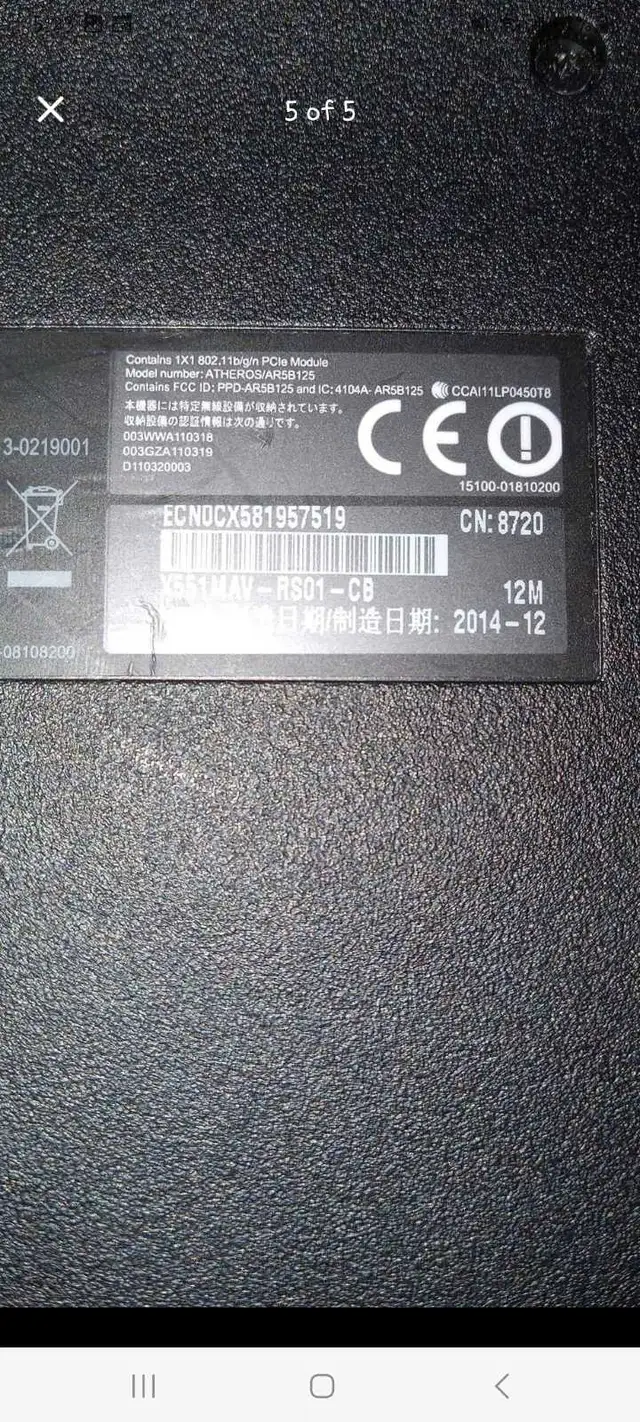 5 of 5
Contains 1X1 802.11b/g/n PCIe Module
Model number: ATHEROS/AR5B125
Contains FCC ID: PPD-AR5B125 and IC: 4104A- AR5B125
CCAI11LP0450T8
本機器には特定無線設備が収納されています。
収納設備の認証情報は次の通りです。
003WWA110318
003GZA110319
D110320003
CE
15100-01810200
3-0219001
-08108200
ECN0CX581957519
CN: 8720
X551MAV-RS01-CB
12M
日期/制造日期: 2014-12